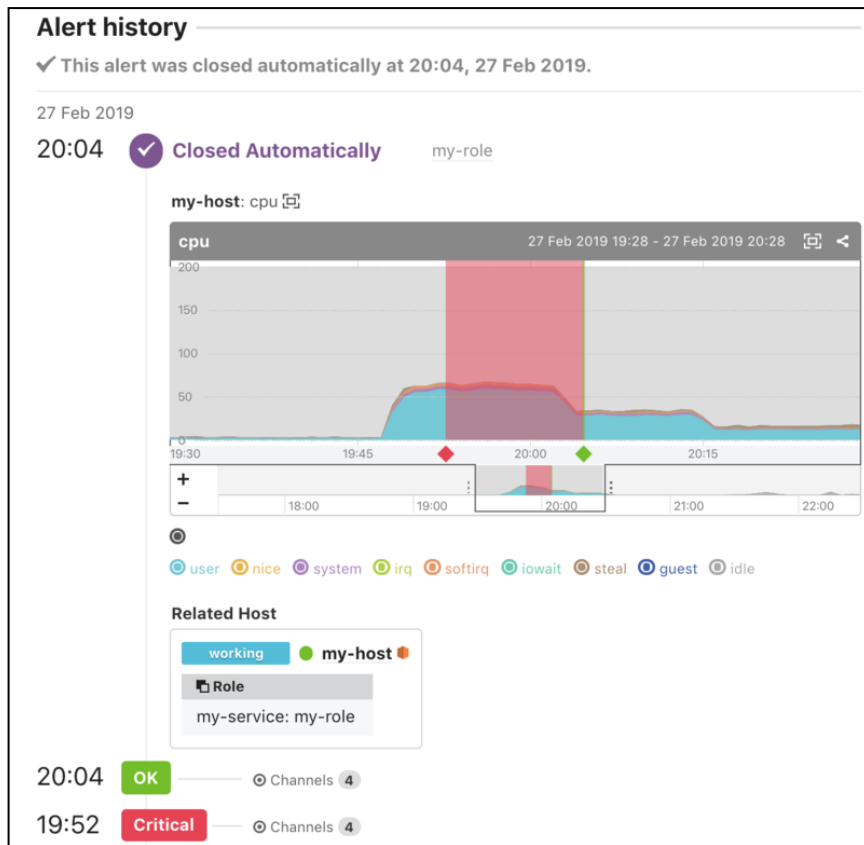 Alert history
This alert was closed automatically at 20:04, 27 Feb 2019.
27 Feb 2019
20:04 Closed Automatically my-role
my-host: cpu
cpu 27 Feb 2019 19:28 - 27 Feb 2019 20:28
200
150
100
50
0
19:30 19:45 20:00 20:15
+
18:00 19:00 20:00 21:00 22:00
−
user nice system irq softirq iowait steal guest idle
Related Host
working my-host
Role
my-service: my-role
20:04 OK Channels 4
19:52 Critical Channels 4